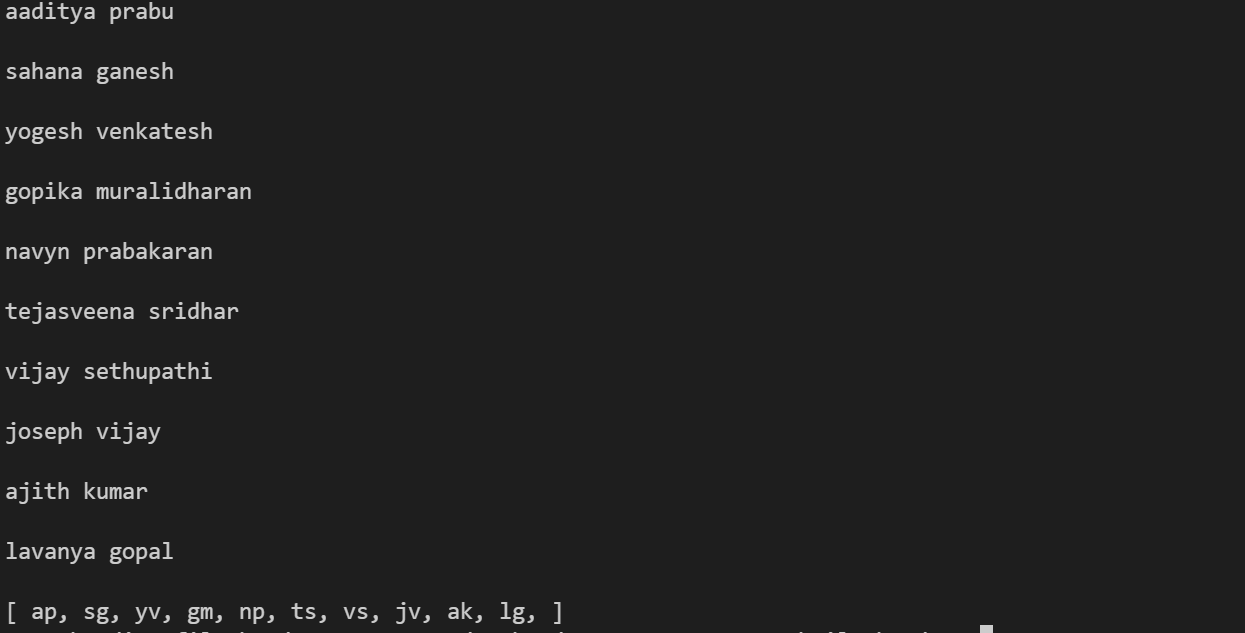 aaditya prabu
sahana ganesh
yogesh venkatesh
gopika muralidharan
navyn prabakaran
tejasveena sridhar
vijay sethupathi
joseph vijay
ajith kumar
lavanya gopal
[ ap, sg, yv, gm, np, ts, vs, jv, ak, lg, ]